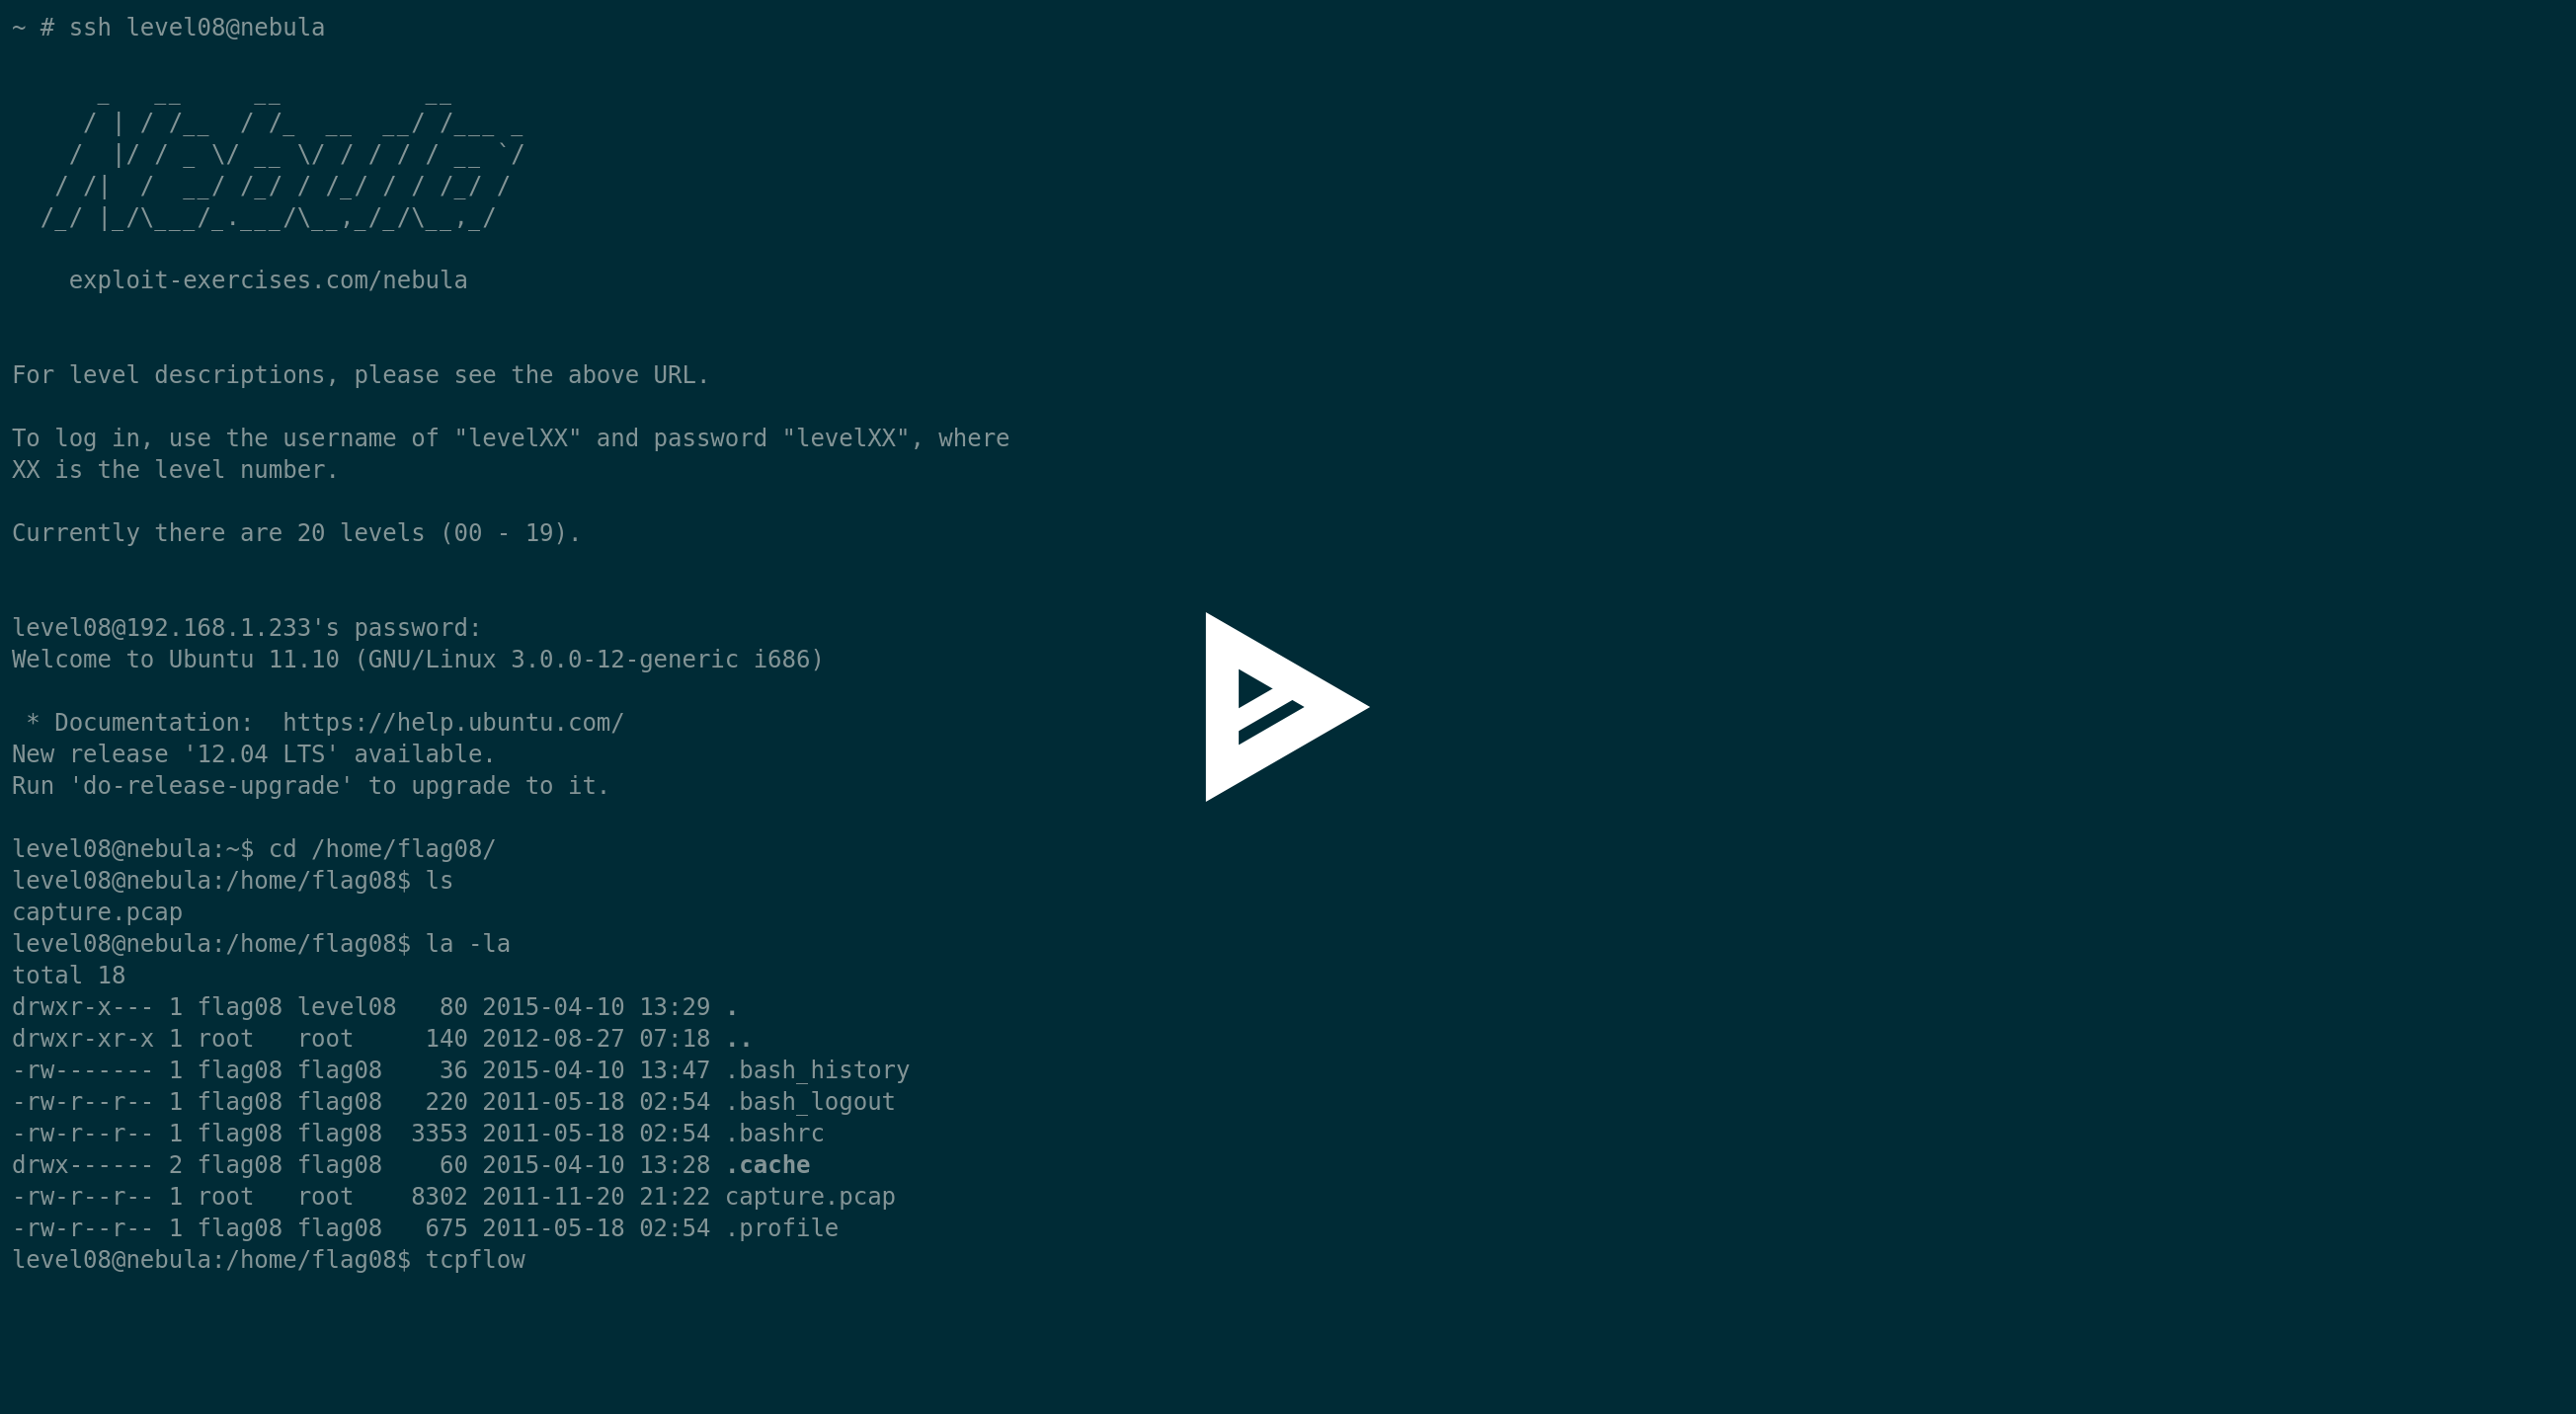 ~ # ssh level08@nebula
      _   __     __          __
     / | / /__  / /_  __  __/ /___ _
    /  |/ / _ \/ __ \/ / / / / __ `/
   / /|  /  __/ /_/ / /_/ / / /_/ /
  /_/ |_/\___/_.___/\__,_/_/\__,_/
    exploit-exercises.com/nebula
For level descriptions, please see the above URL.
To log in, use the username of "levelXX" and password "levelXX", where
XX is the level number.
Currently there are 20 levels (00 - 19).
level08@192.168.1.233's password:
Welcome to Ubuntu 11.10 (GNU/Linux 3.0.0-12-generic i686)
 * Documentation:  https://help.ubuntu.com/
New release '12.04 LTS' available.
Run 'do-release-upgrade' to upgrade to it.
level08@nebula:~$ cd /home/flag08/
level08@nebula:/home/flag08$ ls
capture.pcap
level08@nebula:/home/flag08$ la -la
total 18
drwxr-x--- 1 flag08 level08   80 2015-04-10 13:29 .
drwxr-xr-x 1 root   root     140 2012-08-27 07:18 ..
-rw------- 1 flag08 flag08    36 2015-04-10 13:47 .bash_history
-rw-r--r-- 1 flag08 flag08   220 2011-05-18 02:54 .bash_logout
-rw-r--r-- 1 flag08 flag08  3353 2011-05-18 02:54 .bashrc
drwx------ 2 flag08 flag08    60 2015-04-10 13:28 .cache
-rw-r--r-- 1 root   root    8302 2011-11-20 21:22 capture.pcap
-rw-r--r-- 1 flag08 flag08   675 2011-05-18 02:54 .profile
level08@nebula:/home/flag08$ tcpflow